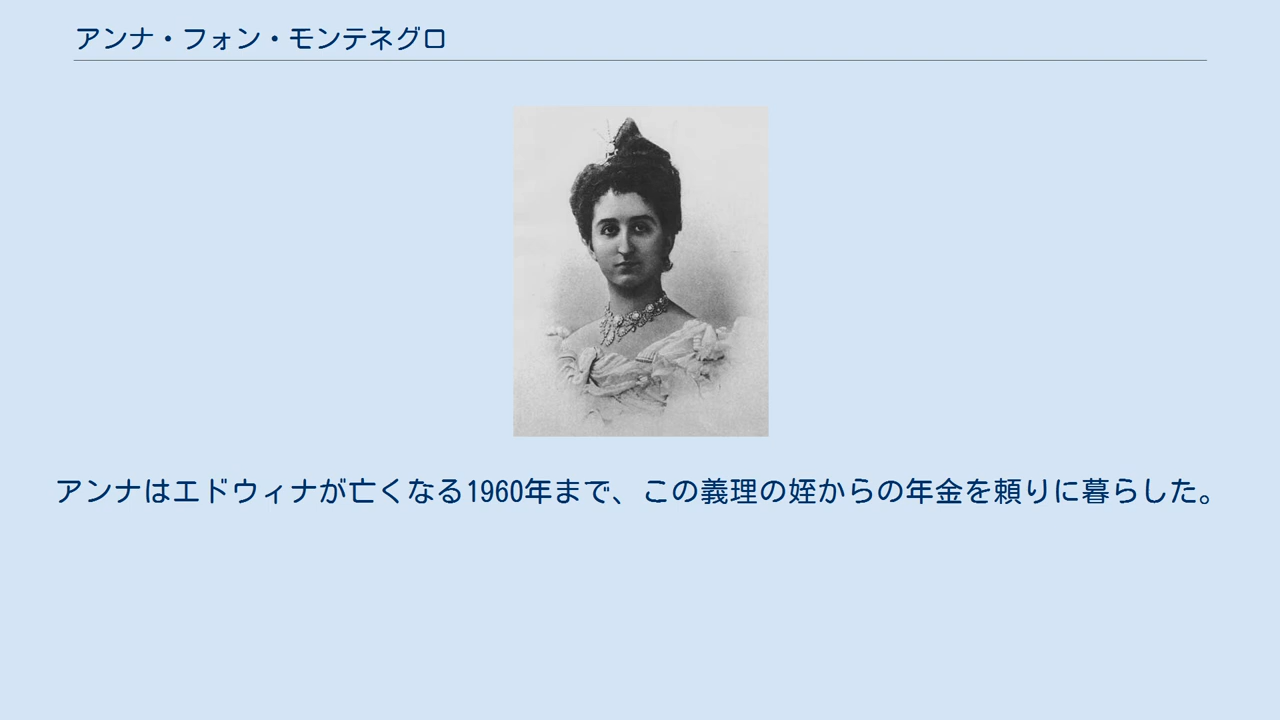 アンナ・フォン・モンテネグロ
アンナはエドウィナが亡くなる1960年まで、この義理の姪からの年金を頼りに暮らした。